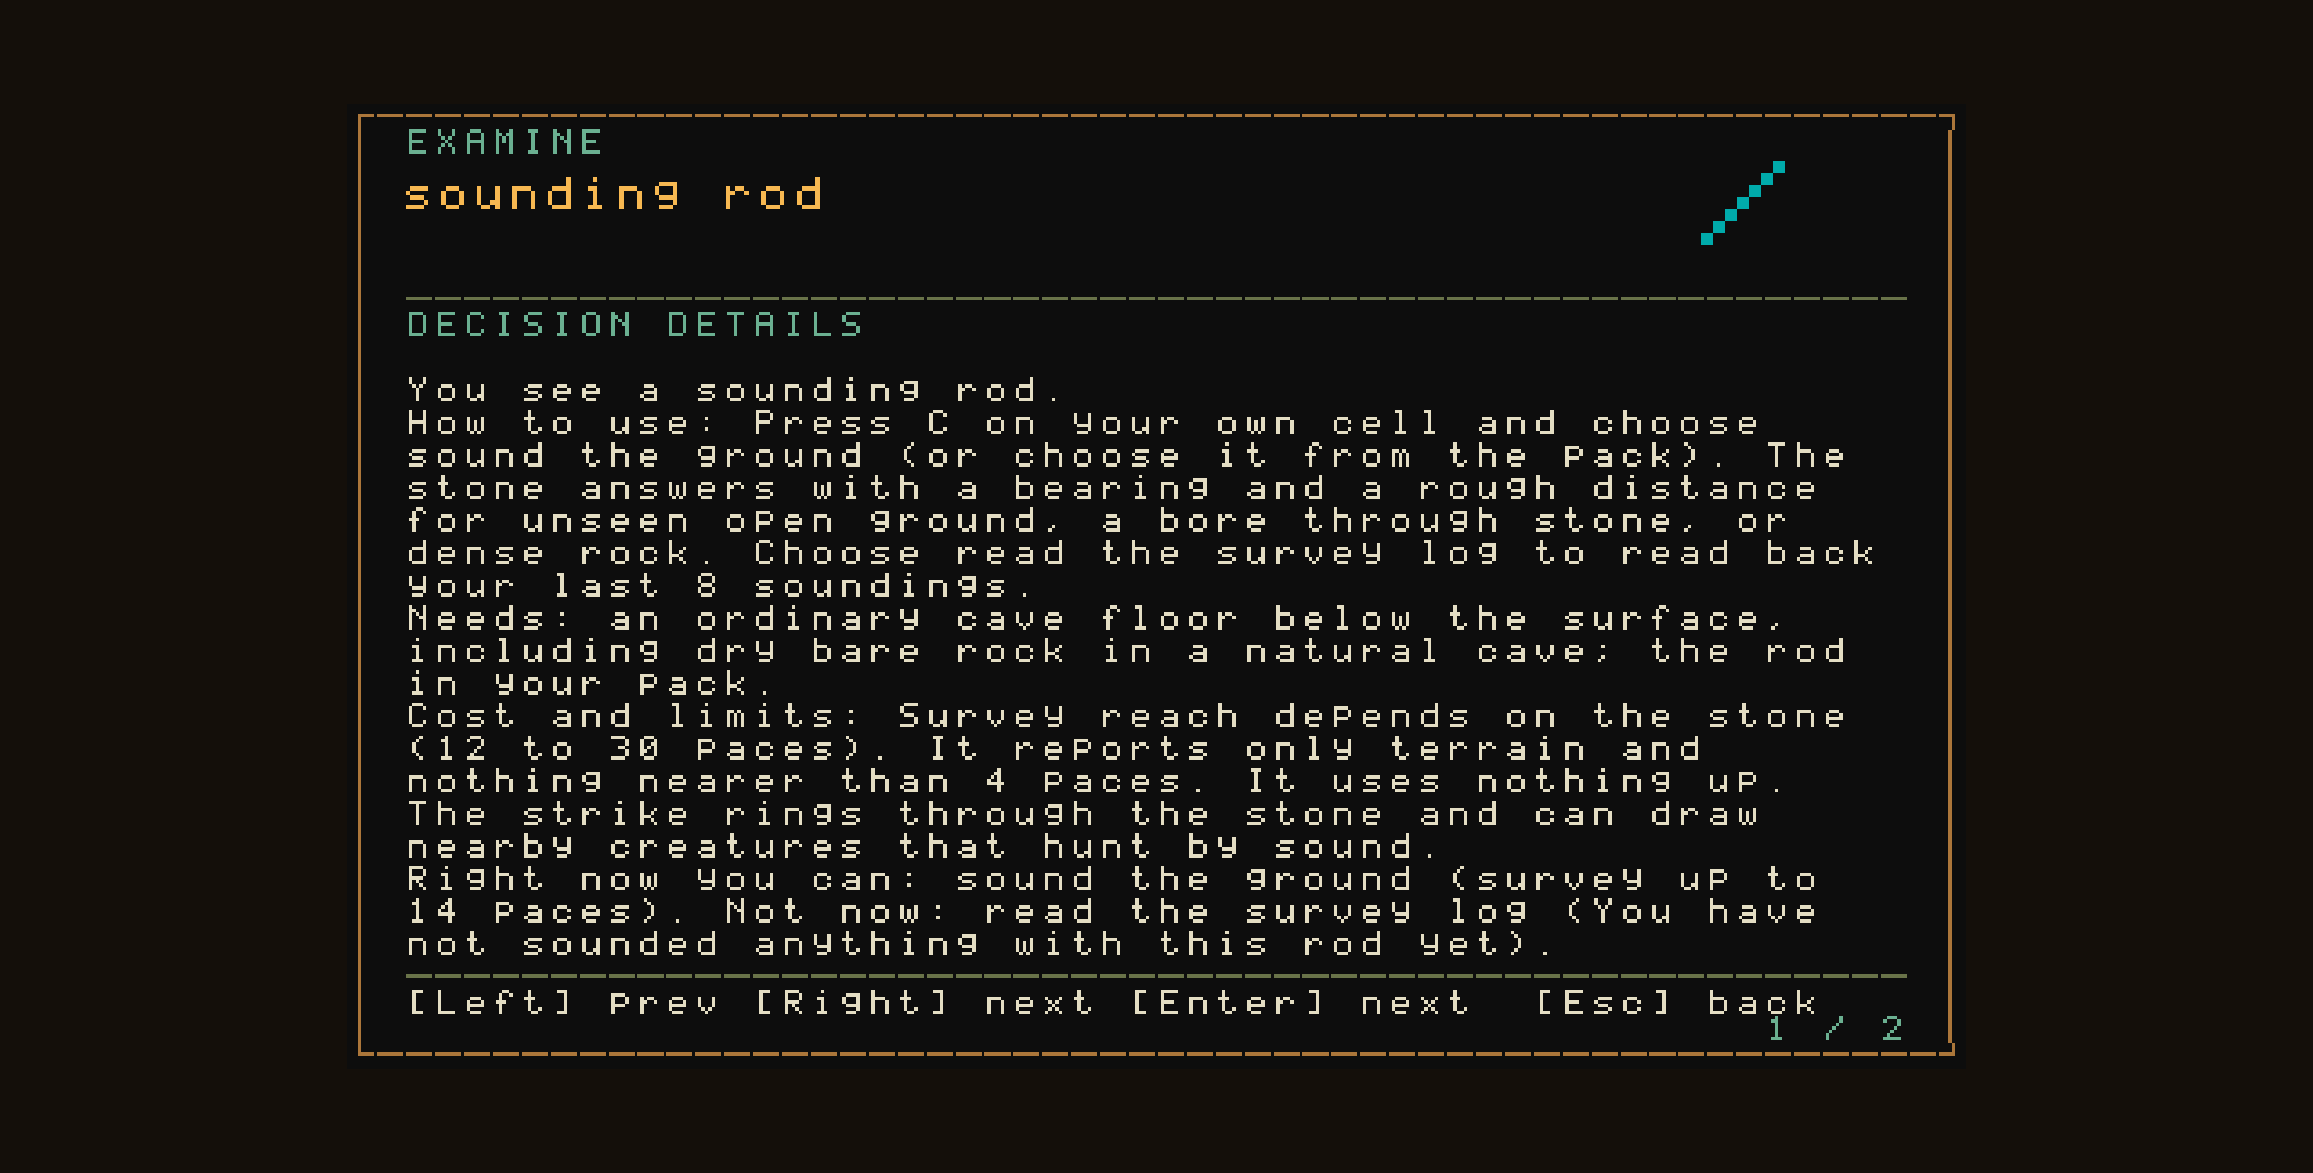 EXAMINE
sounding rod
DECISION DETAILS
You see a sounding rod.
How to use: Press C on your own cell and choose
sound the ground (or choose it from the pack). The
stone answers with a bearing and a rough distance
for unseen open ground, a bore through stone, or
dense rock. Choose read the survey log to read back
your last 8 soundings.
Needs: an ordinary cave floor below the surface,
including dry bare rock in a natural cave; the rod
in your pack.
Cost and limits: Survey reach depends on the stone
(12 to 30 paces). It reports only terrain and
nothing nearer than 4 paces. It uses nothing up.
The strike rings through the stone and can draw
nearby creatures that hunt by sound.
Right now you can: sound the ground (survey up to
14 paces). Not now: read the survey log (You have
not sounded anything with this rod yet).
[Left] prev [Right] next [Enter] next [Esc] back
1 / 2